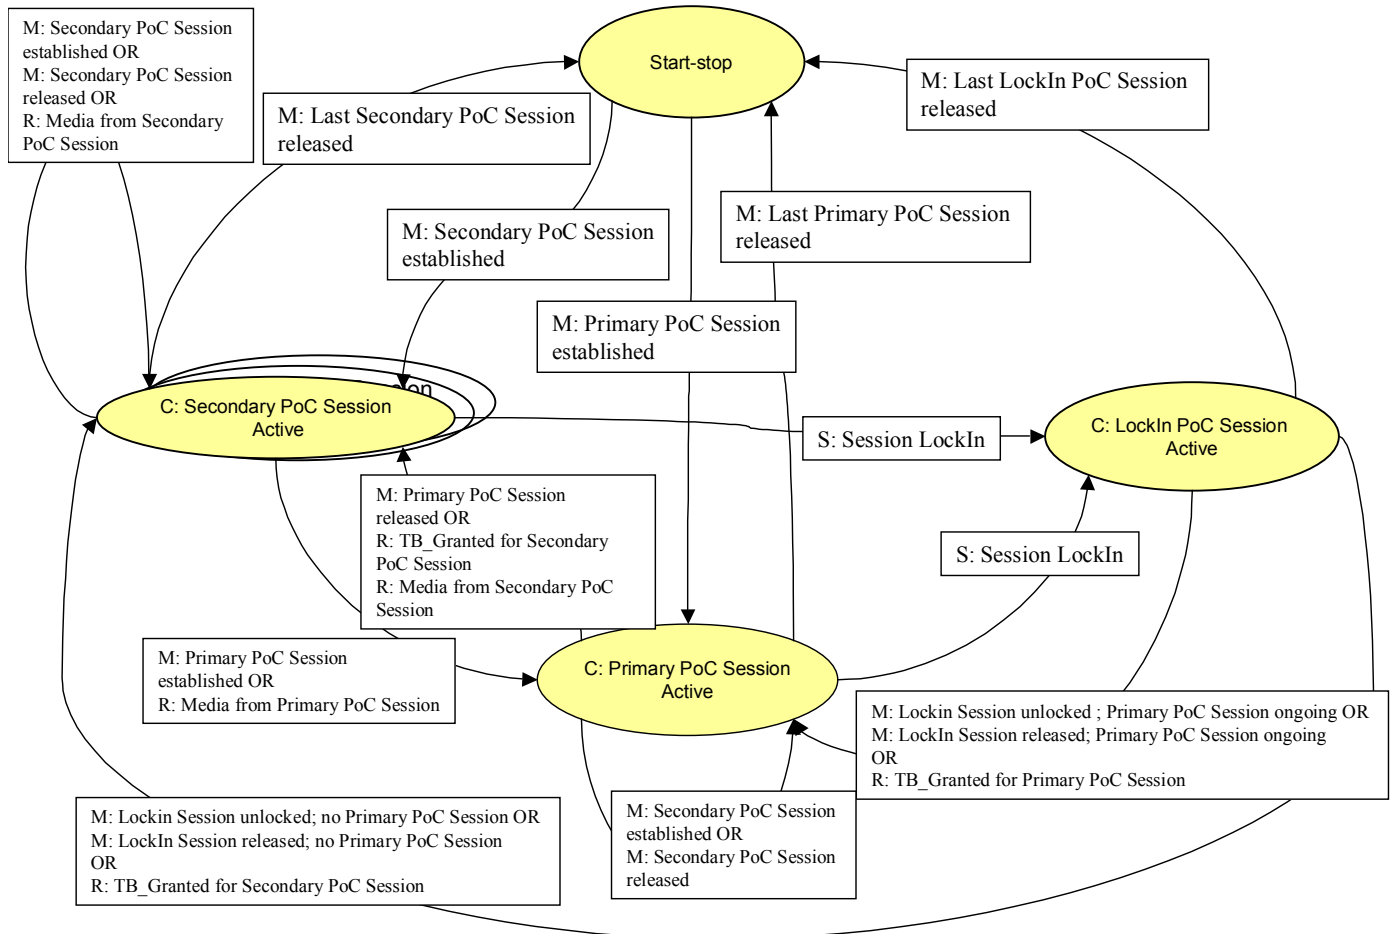 M: Secondary PoC Session
established OR
M: Secondary PoC Session
released OR
R: Media from Secondary
PoC Session
Start-stop
M: Last LockIn PoC Session
released
M: Last Secondary PoC Session
released
M: Last Primary PoC Session
released
M: Secondary PoC Session
established
M: Primary PoC Session
established
C: Secondary PoC Session
Active
S: Session LockIn
C: LockIn PoC Session
Active
M: Primary PoC Session
released OR
R: TB_Granted for Secondary
PoC Session
R: Media from Secondary PoC
Session
S: Session LockIn
M: Primary PoC Session
established OR
R: Media from Primary PoC Session
C: Primary PoC Session
Active
M: Lockin Session unlocked ; Primary PoC Session ongoing OR
M: LockIn Session released; Primary PoC Session ongoing
OR
R: TB_Granted for Primary PoC Session
M: Lockin Session unlocked; no Primary PoC Session OR
M: LockIn Session released; no Primary PoC Session
OR
R: TB_Granted for Secondary PoC Session
M: Secondary PoC Session
established OR
M: Secondary PoC Session
released